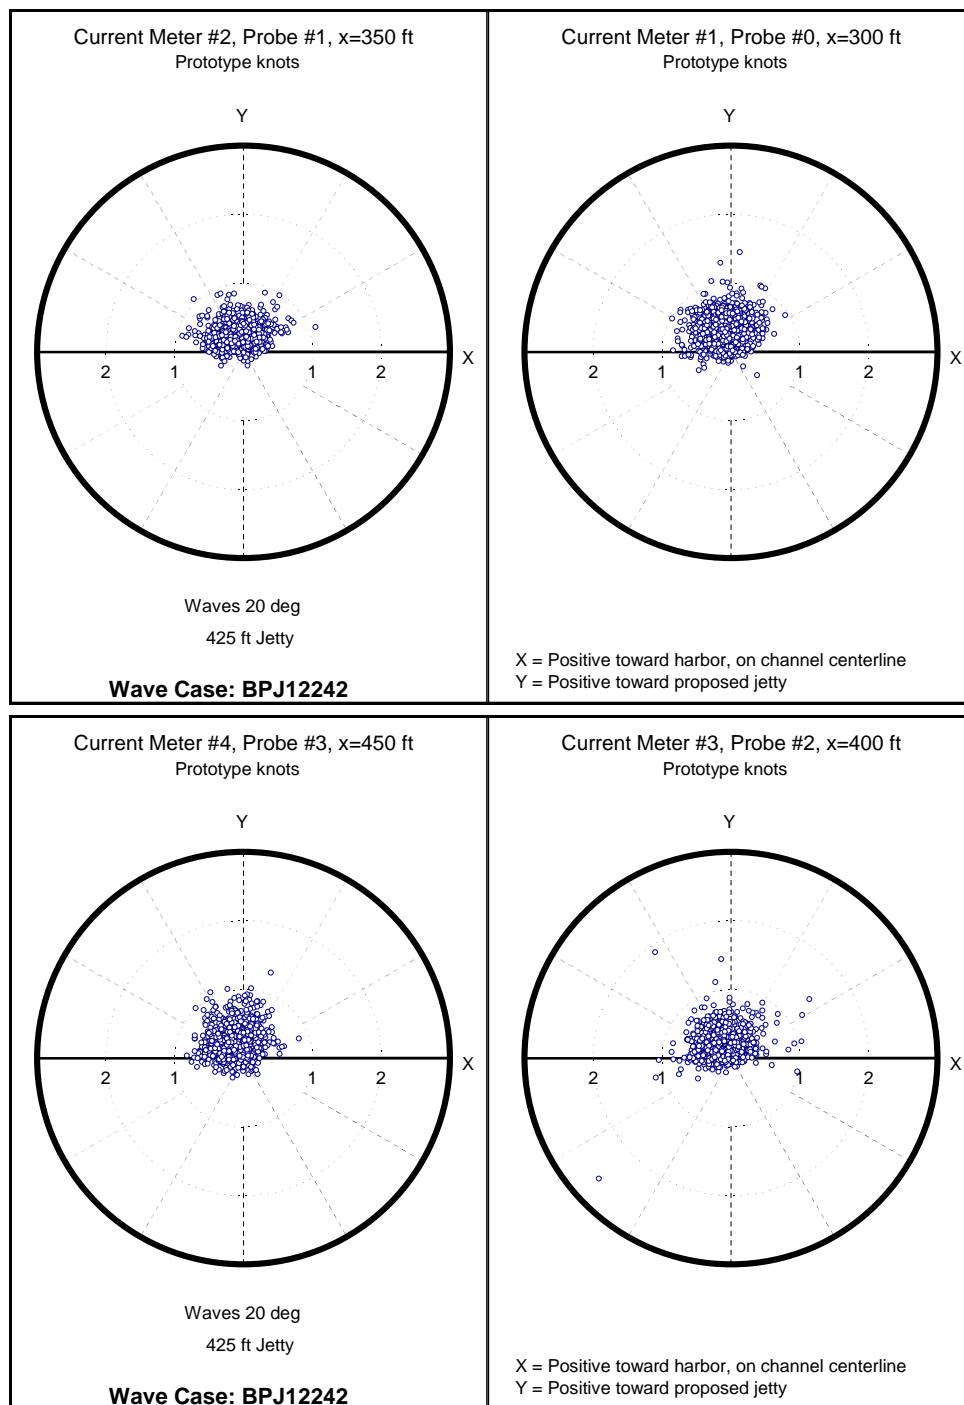 Current Meter #2, Probe #1, x=350 ft
Prototype knots
Y
X
2 1 1 2
Waves 20 deg
425 ft Jetty
Wave Case: BPJ12242
Current Meter #1, Probe #0, x=300 ft
Prototype knots
Y
X
2 1 1 2
X = Positive toward harbor, on channel centerline
Y = Positive toward proposed jetty
Current Meter #4, Probe #3, x=450 ft
Prototype knots
Y
X
2 1 1 2
Waves 20 deg
425 ft Jetty
Wave Case: BPJ12242
Current Meter #3, Probe #2, x=400 ft
Prototype knots
Y
X
2 1 1 2
X = Positive toward harbor, on channel centerline
Y = Positive toward proposed jetty